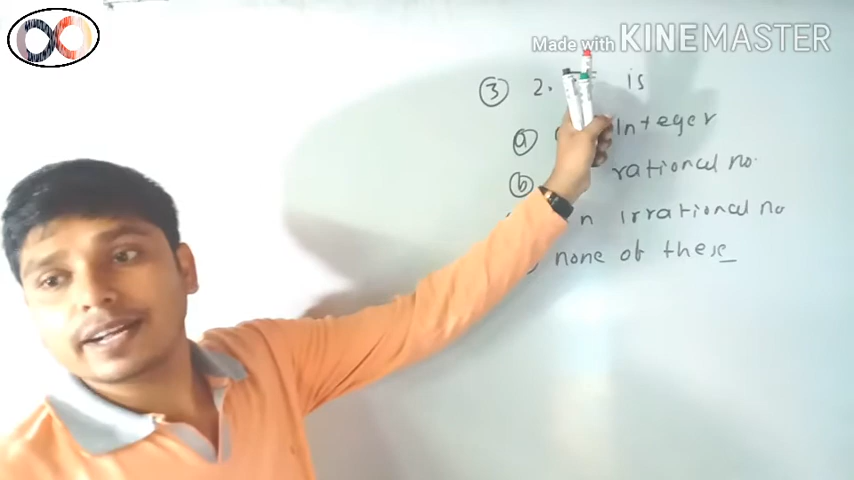 Made with KINEMASTER
③ 2. is
ⓐ Integer
ⓑ rational no.
n irrational no
none of these